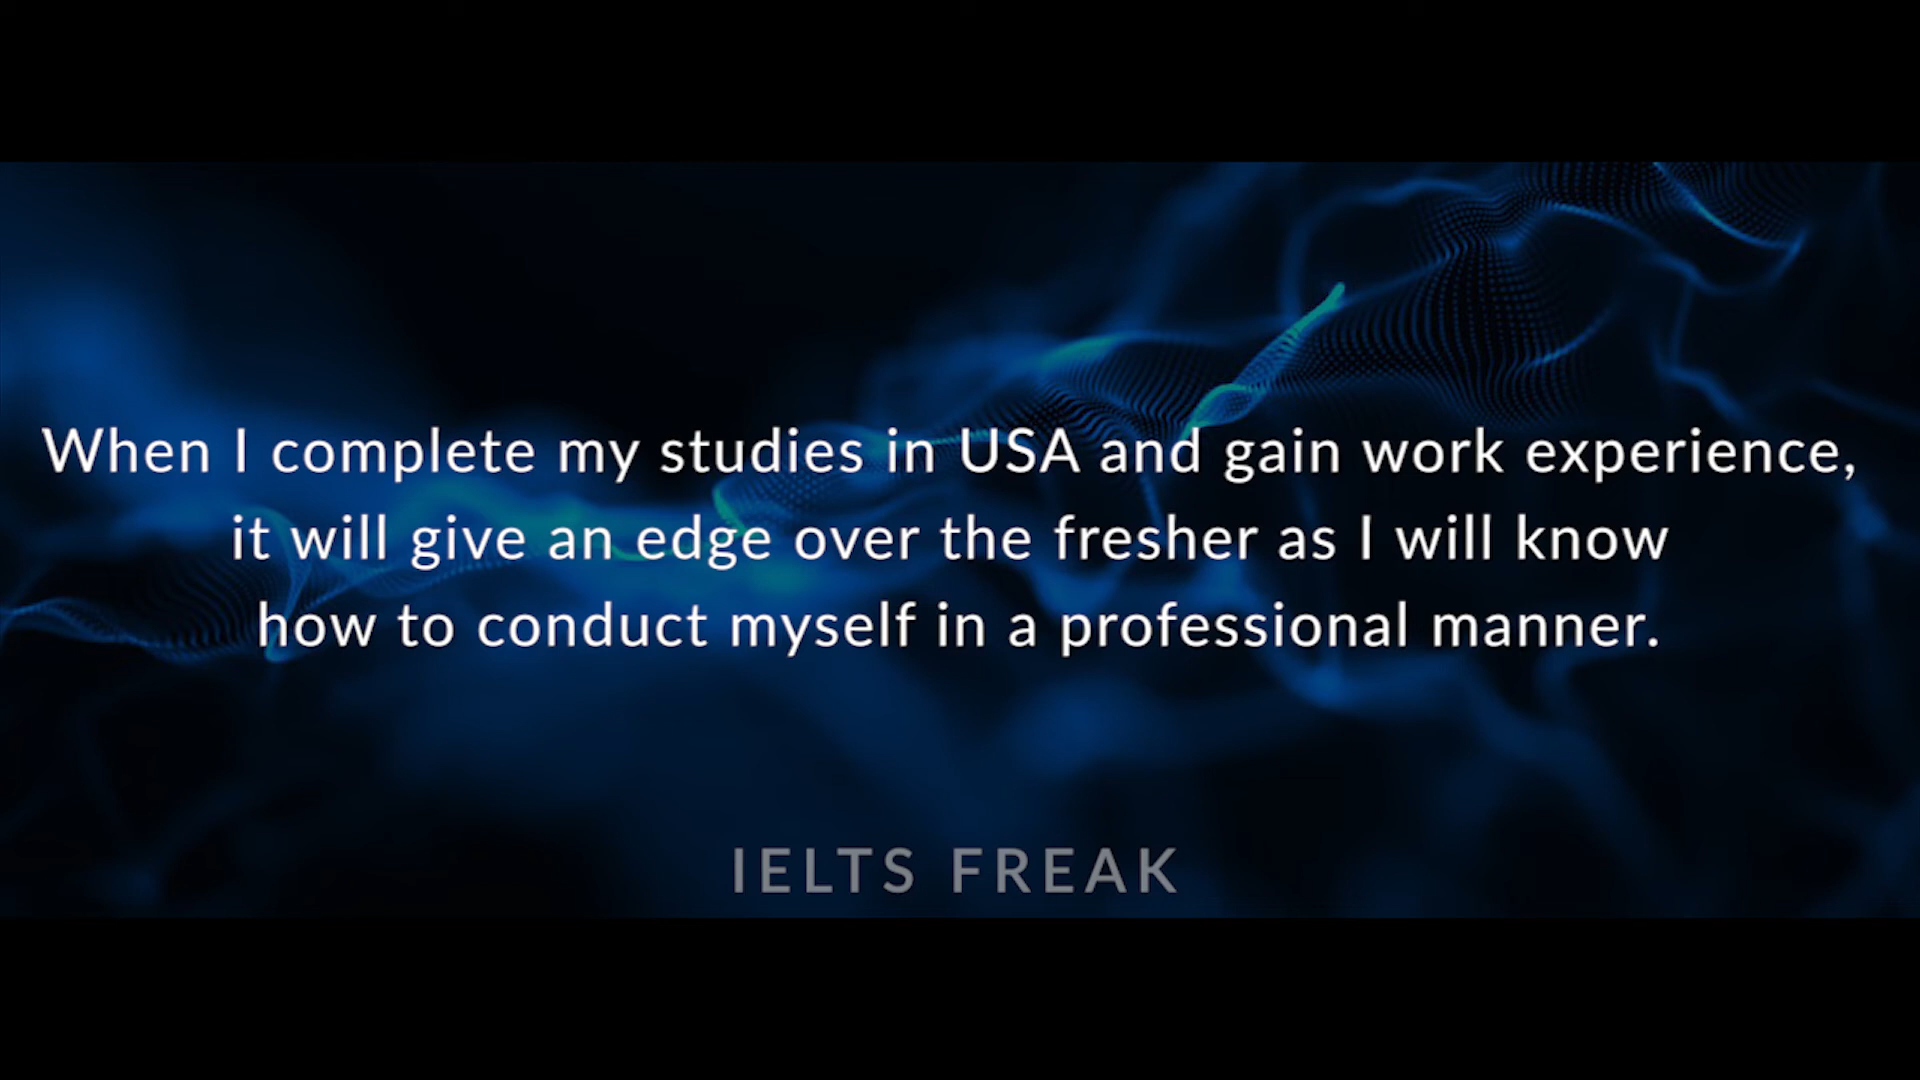 When I complete my studies in USA and gain work experience,
it will give an edge over the fresher as I will know
how to conduct myself in a professional manner.
IELTS FREAK